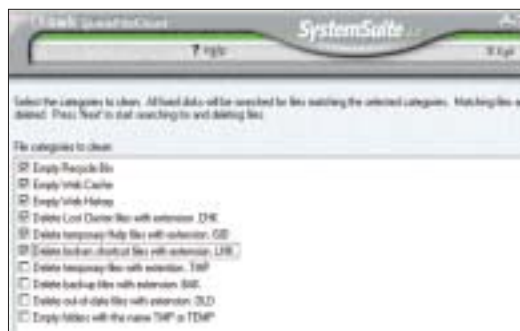 QuickFileClean
? Help
SystemSuite
Select the categories to clean. All fixed disks will be searched for files matching the selected categories. Matching files
deleted. Press 'Next' to start searching for and deleting files.
File categories to clean:
Empty Recycle Bin
Empty Web Cache
Empty Web History
Delete Lost Cluster files with extension .CHK
Delete temporary Help files with extension .GID
Delete broken shortcut files with extension .LNK
Delete temporary files with extension .TMP
Delete backup files with extension .BAK
Delete out-of-date files with extension .OLD
Empty folders with the name TMP or TEMP